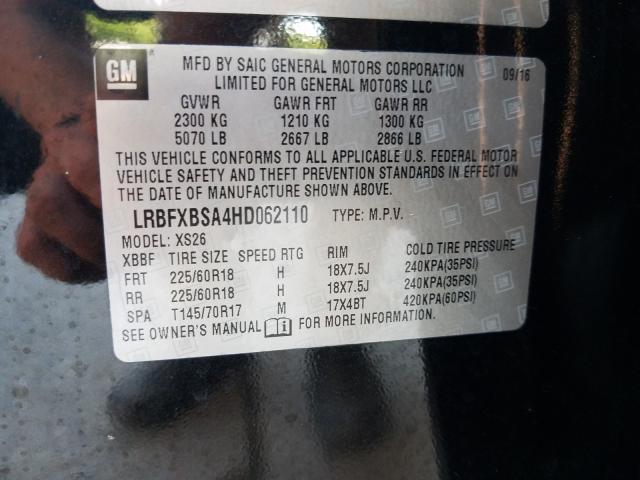 GM
MFD BY SAIC GENERAL MOTORS CORPORATION
LIMITED FOR GENERAL MOTORS LLC
09/16
GVWR GAWR FRT GAWR RR
2300 KG 1210 KG 1300 KG
5070 LB 2667 LB 2866 LB
THIS VEHICLE CONFORMS TO ALL APPLICABLE U.S. FEDERAL MOTOR
VEHICLE SAFETY AND THEFT PREVENTION STANDARDS IN EFFECT ON
THE DATE OF MANUFACTURE SHOWN ABOVE.
LRBFXBSA4HD062110 TYPE: M.P.V.
MODEL: XS26
XBBF TIRE SIZE SPEED RTG RIM COLD TIRE PRESSURE
FRT 225/60R18 H 18X7.5J 240KPA(35PSI)
RR 225/60R18 H 18X7.5J 240KPA(35PSI)
SPA T145/70R17 M 17X4BT 420KPA(60PSI)
SEE OWNER'S MANUAL FOR MORE INFORMATION.